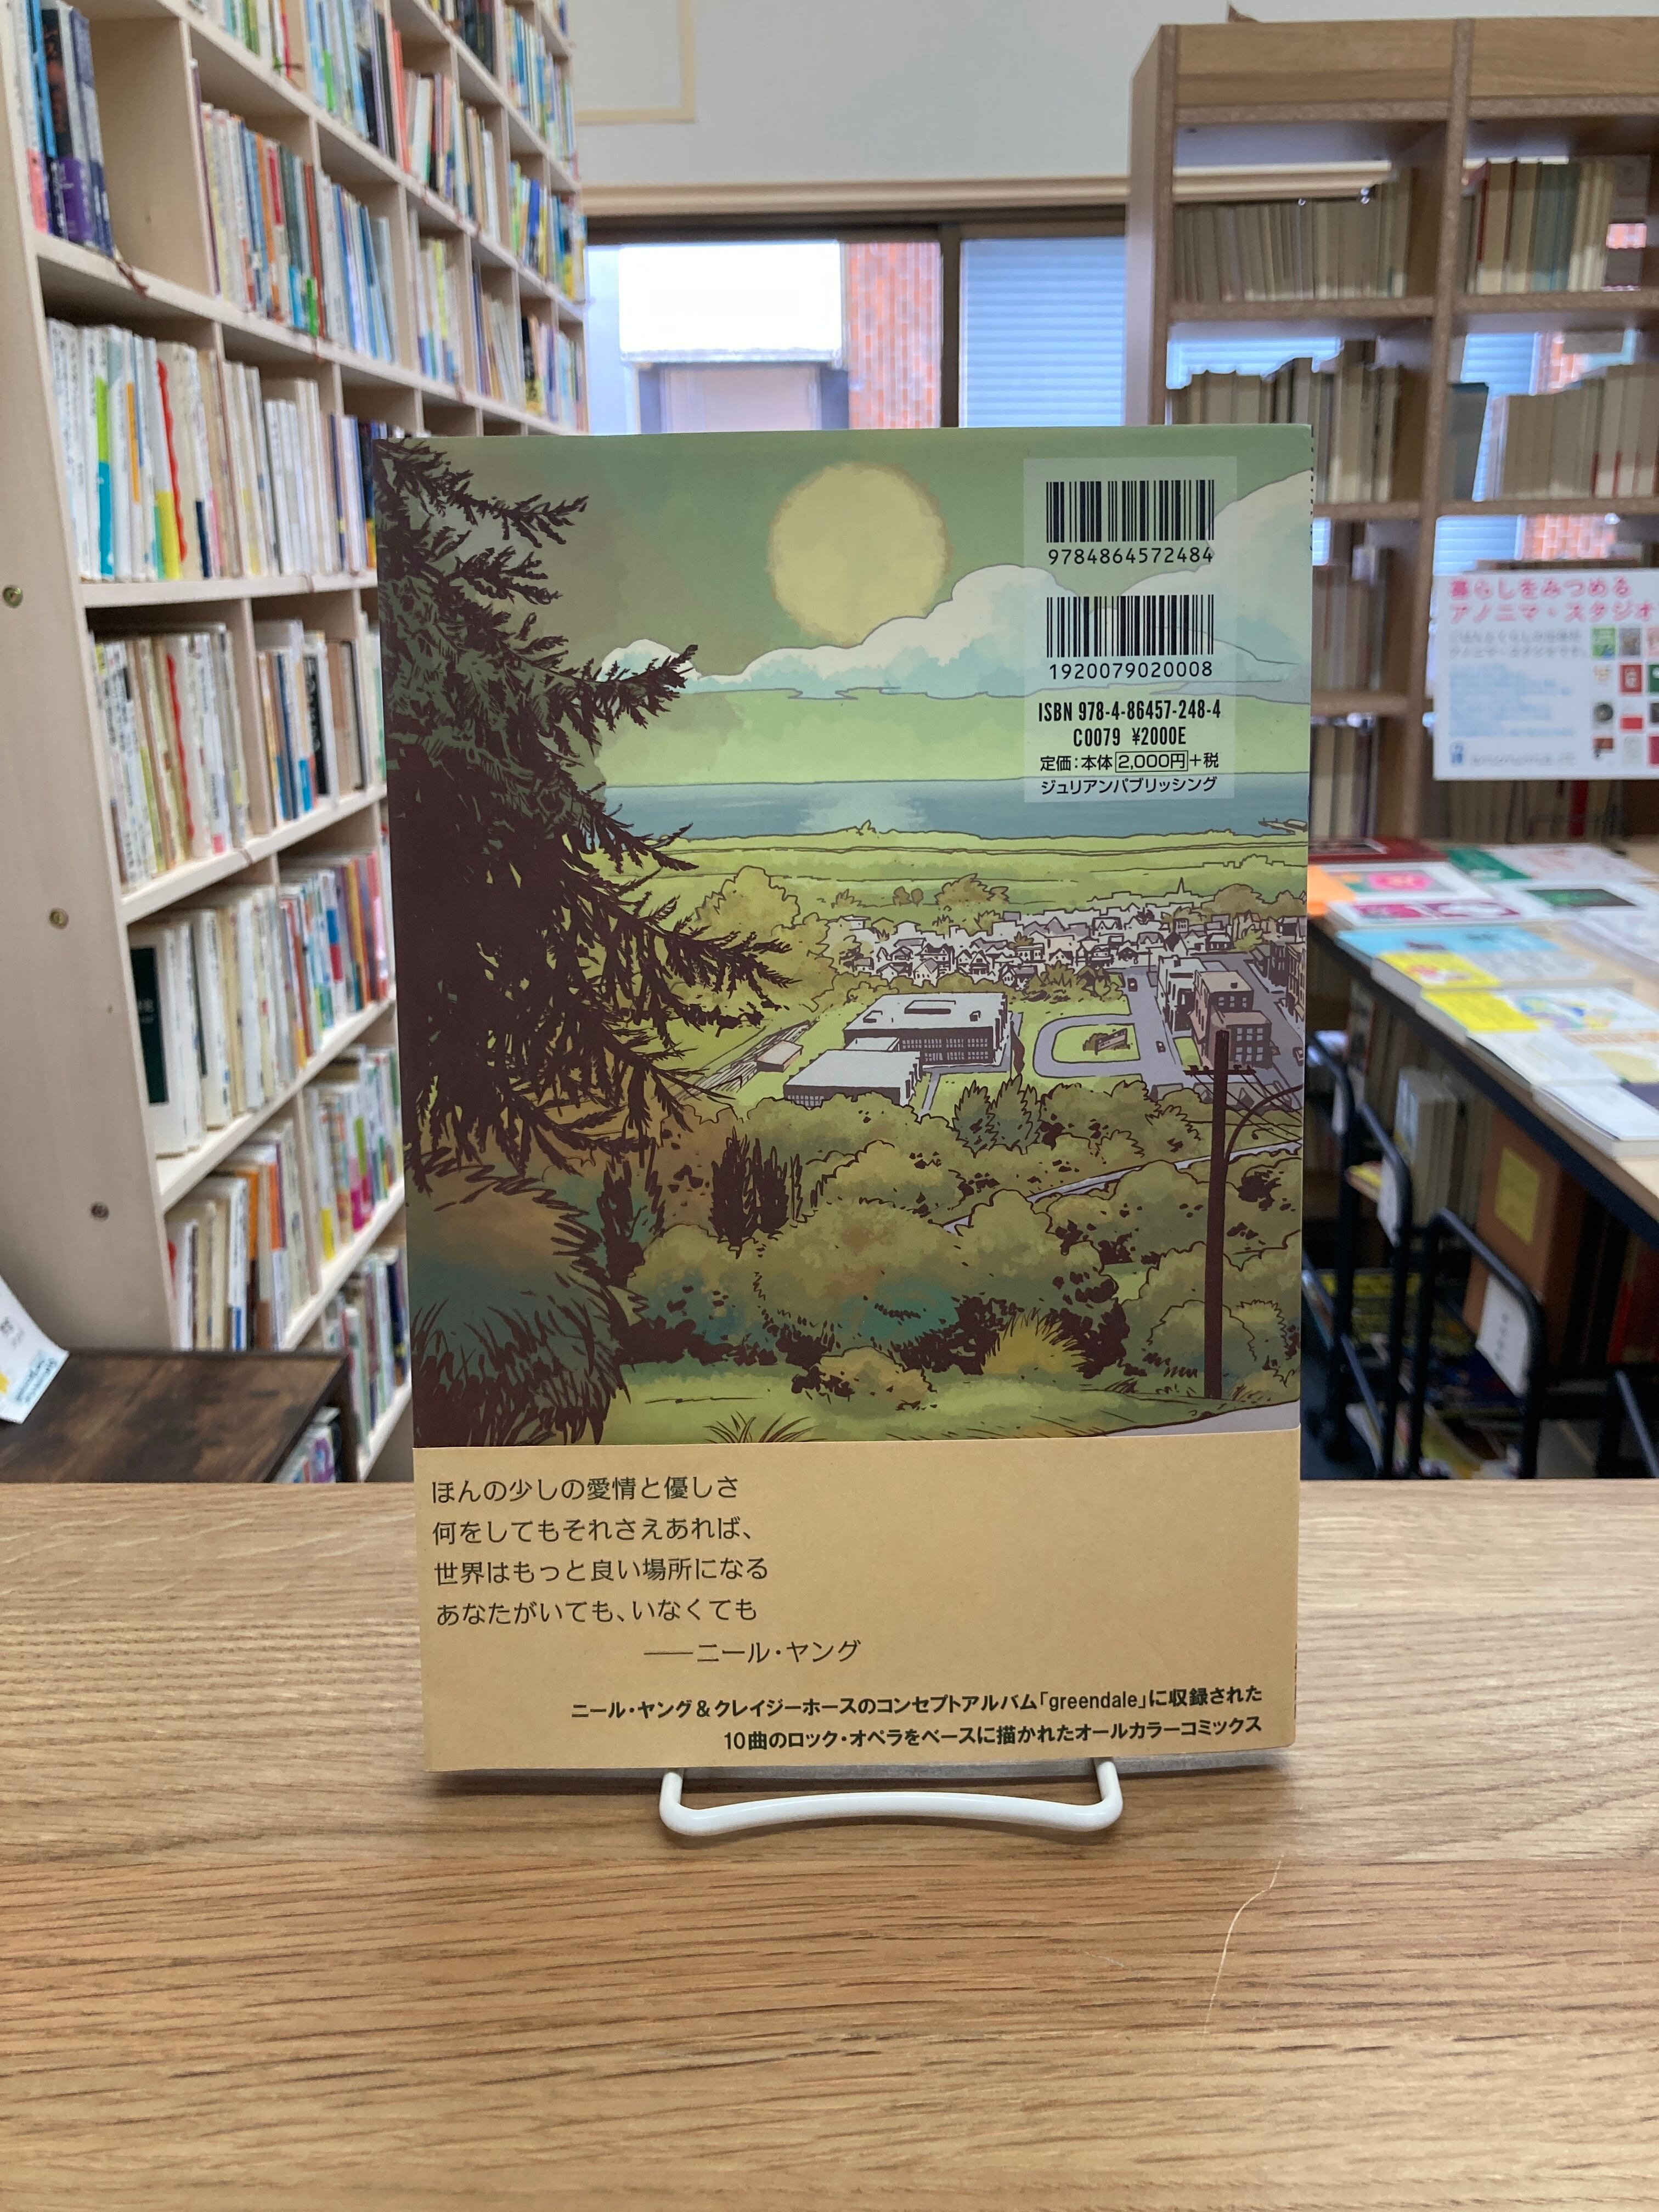 9784864572484
1920079020008
ISBN 978-4-86457-248-4
C0079 ¥2000E
定価：本体2,000円+税
ジュリアンパブリッシング
暮らしをみつめる
アノニマ・スタジオ
ほんの少しの愛情と優しさ
何をしてもそれさえあれば、
世界はもっと良い場所になる
あなたがいても、いなくても
――ニール・ヤング
ニール・ヤング＆クレイジーホースのコンセプトアルバム「greendale」に収録された
10曲のロック・オペラをベースに描かれたオールカラーコミックス